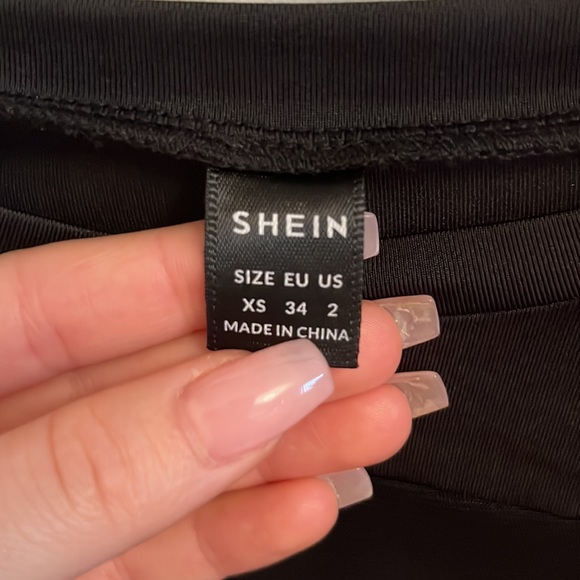 SHEIN
SIZE EU US
XS 34 2
MADE IN CHINA